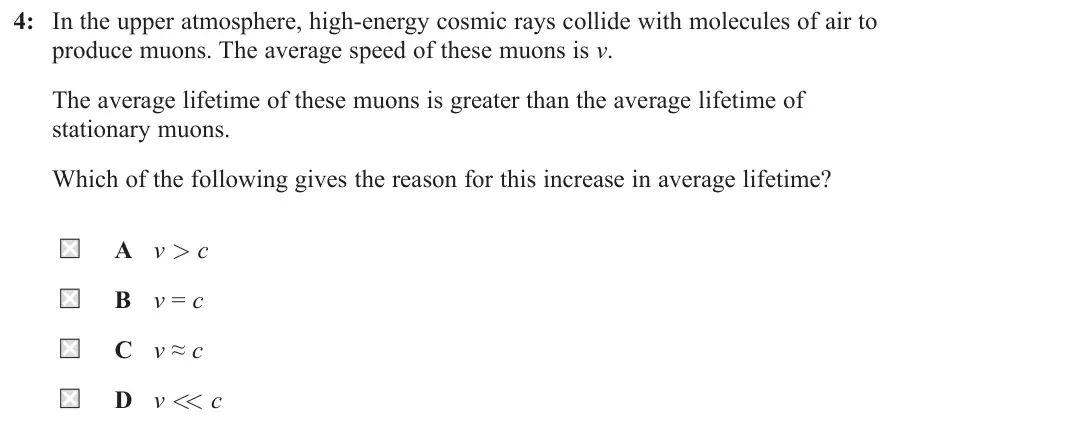 4: In the upper atmosphere, high-energy cosmic rays collide with molecules of air to
produce muons. The average speed of these muons is v.
The average lifetime of these muons is greater than the average lifetime of
stationary muons.
Which of the following gives the reason for this increase in average lifetime?
A v > c
B v = c
C v ≈ c
D v ≪ c